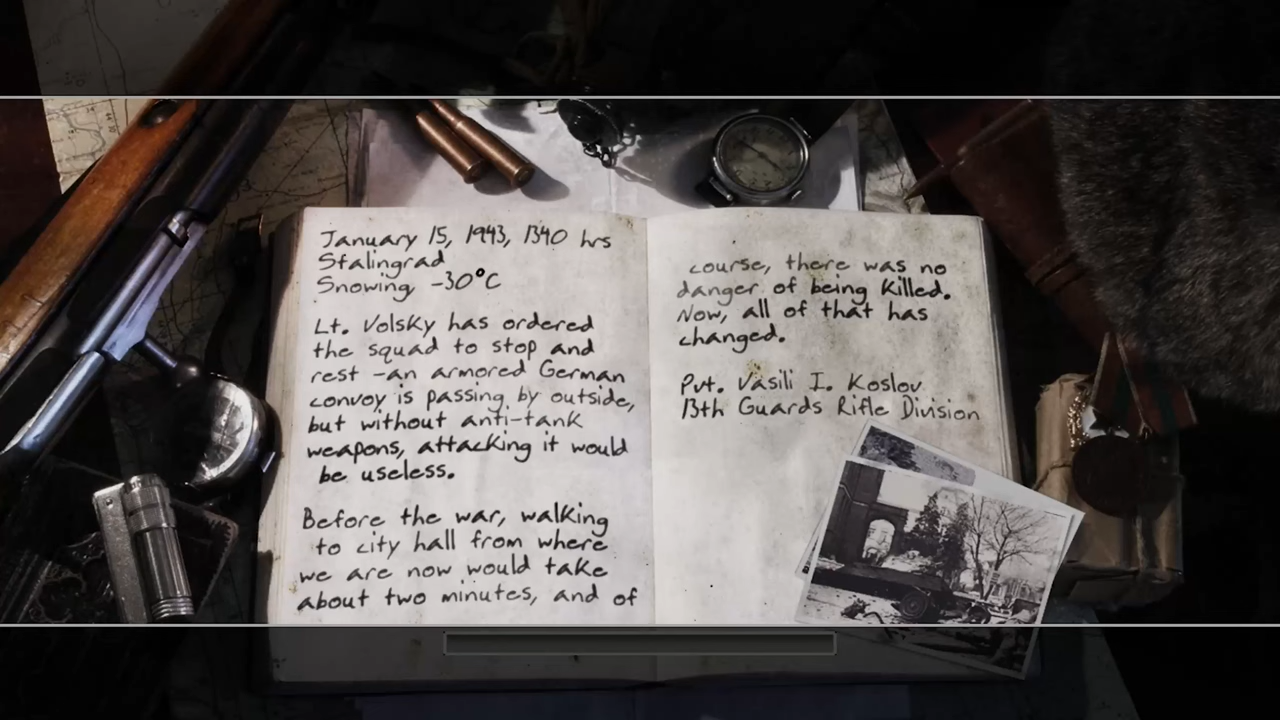 January 15, 1943, 1340 hrs
Stalingrad
Snowing -30°C
Lt. Volsky has ordered
the squad to stop and
rest -an armored German
convoy is passing by outside,
but without anti-tank
weapons, attacking it would
be useless.
Before the war, walking
to city hall from where
we are now would take
about two minutes, and of
course, there was no
danger of being killed.
Now, all of that has
changed.
Pvt. Vasili I. Koslov
13th Guards Rifle Division